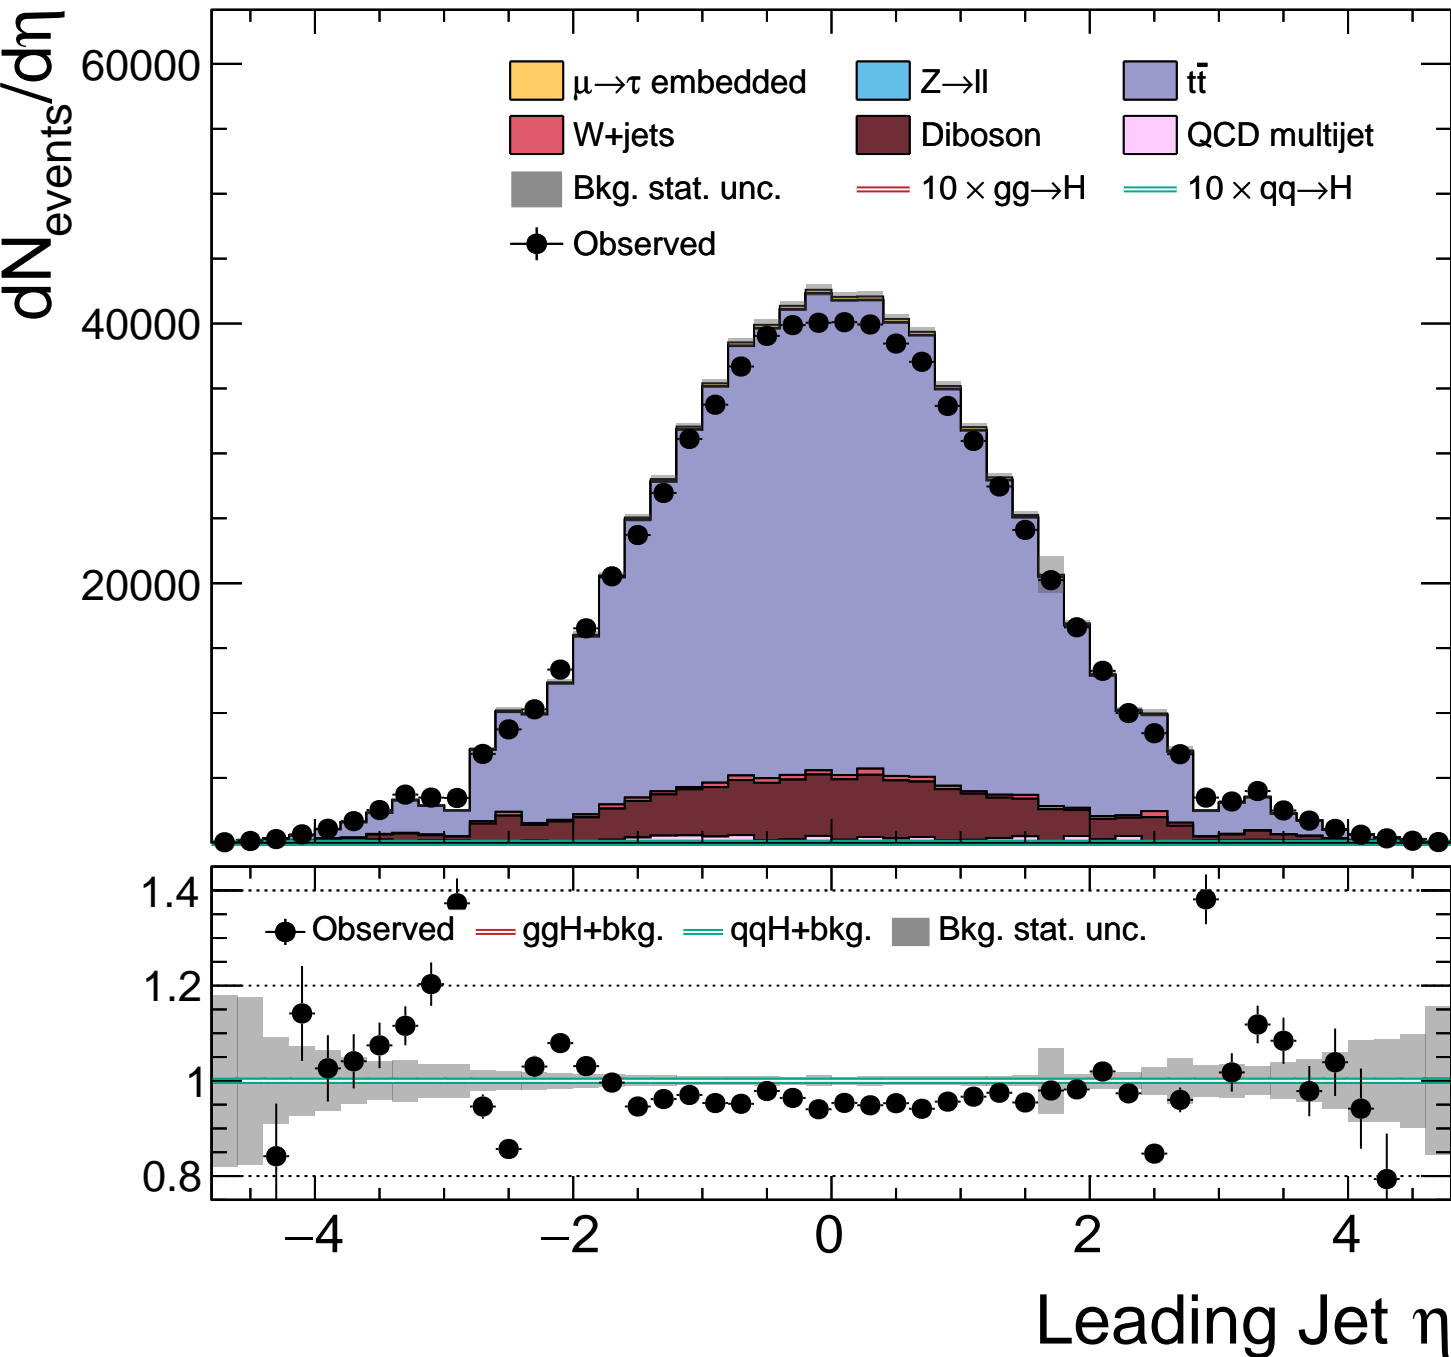 dN_events/dη
60000
40000
20000
μ→τ embedded Z→ll tt̄
W+jets Diboson QCD multijet
Bkg. stat. unc. 10 × gg→H 10 × qq→H
Observed
1.4
1.2
1
0.8
Observed ggH+bkg. qqH+bkg. Bkg. stat. unc.
−4 −2 0 2 4
Leading Jet η